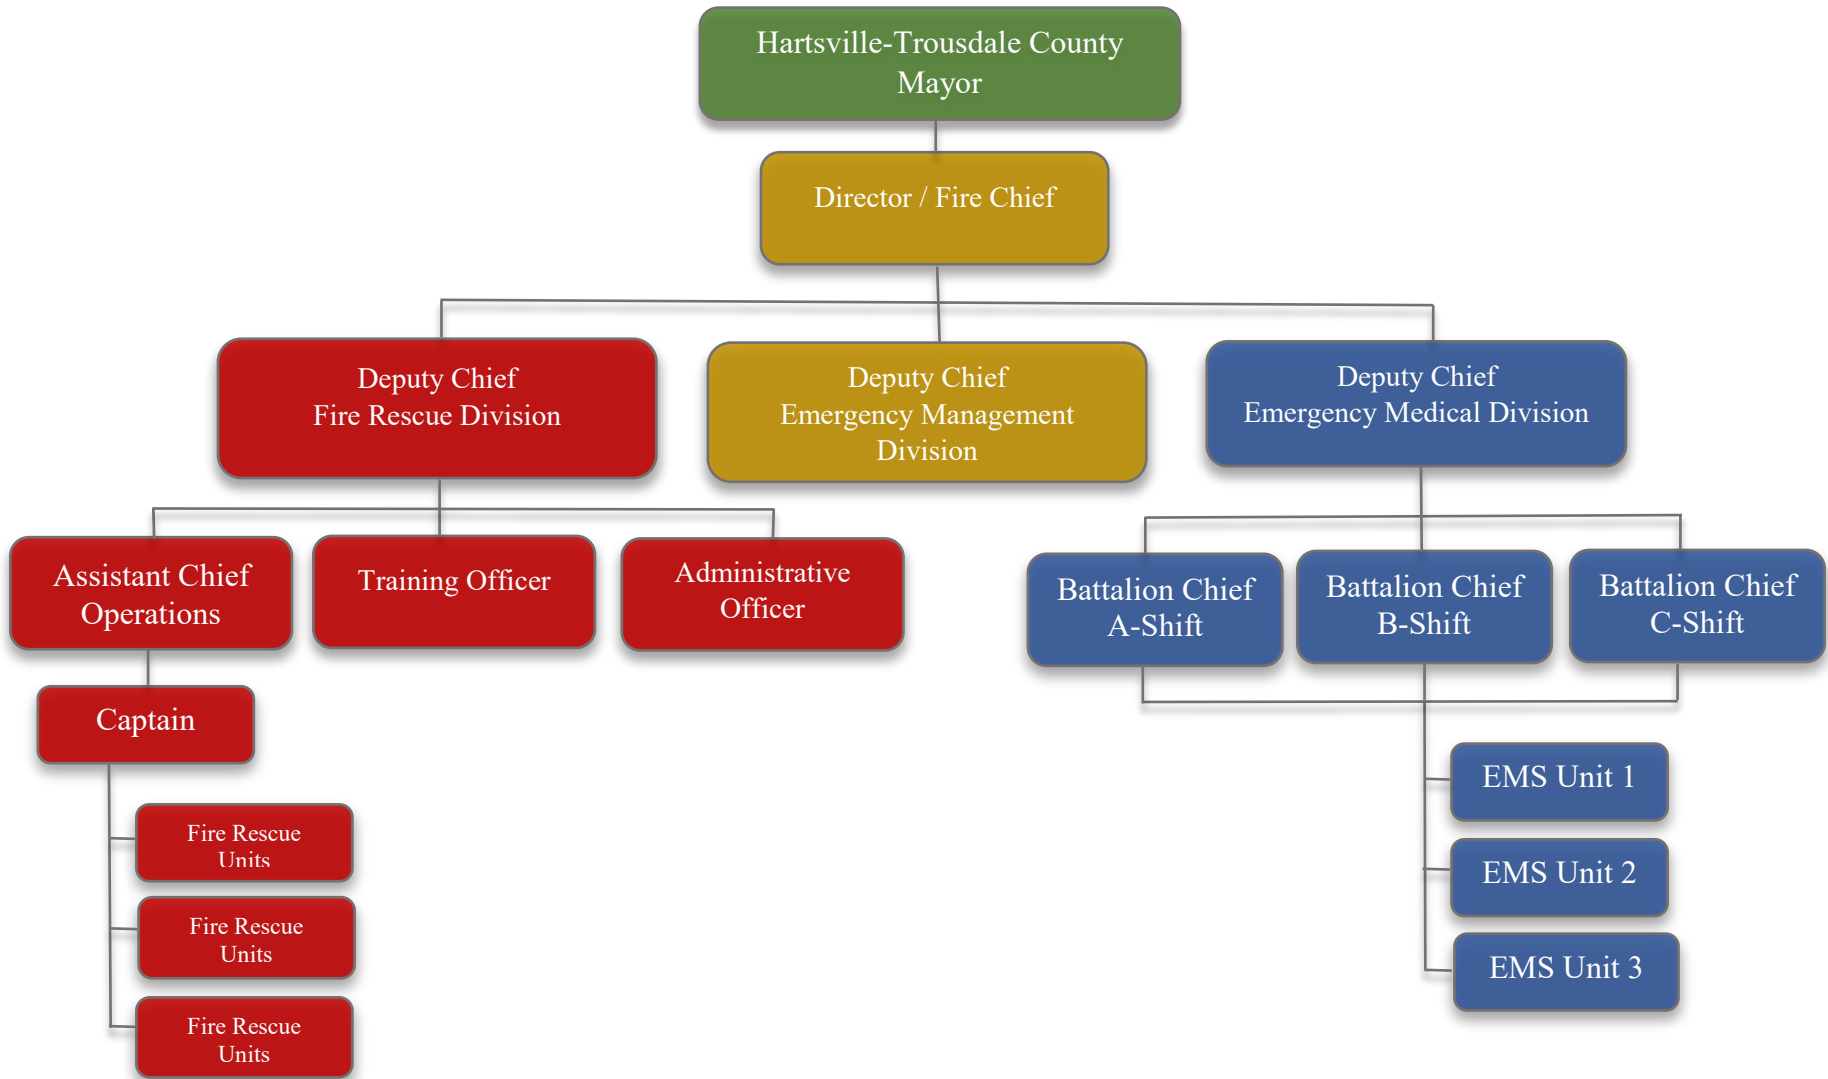 Hartsville-Trousdale County
Mayor
Director / Fire Chief
Deputy Chief
Fire Rescue Division
Deputy Chief
Emergency Management
Division
Deputy Chief
Emergency Medical Division
Assistant Chief
Operations
Training Officer
Administrative
Officer
Battalion Chief
A-Shift
Battalion Chief
B-Shift
Battalion Chief
C-Shift
Captain
Fire Rescue
Units
Fire Rescue
Units
Fire Rescue
Units
EMS Unit 1
EMS Unit 2
EMS Unit 3